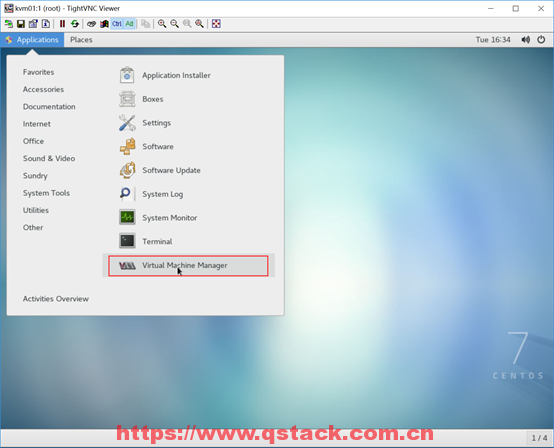 kvm01:1 (root) - TightVNC Viewer
Ctrl Alt
Applications Places Tue 16:34
Favorites
Accessories
Documentation
Internet
Office
Sound & Video
Sundry
System Tools
Utilities
Other
Activities Overview
Application Installer
Boxes
Settings
Software
Software Update
System Log
System Monitor
Terminal
Virtual Machine Manager
7
CENTOS
https://www.qstack.com.cn
1 / 4